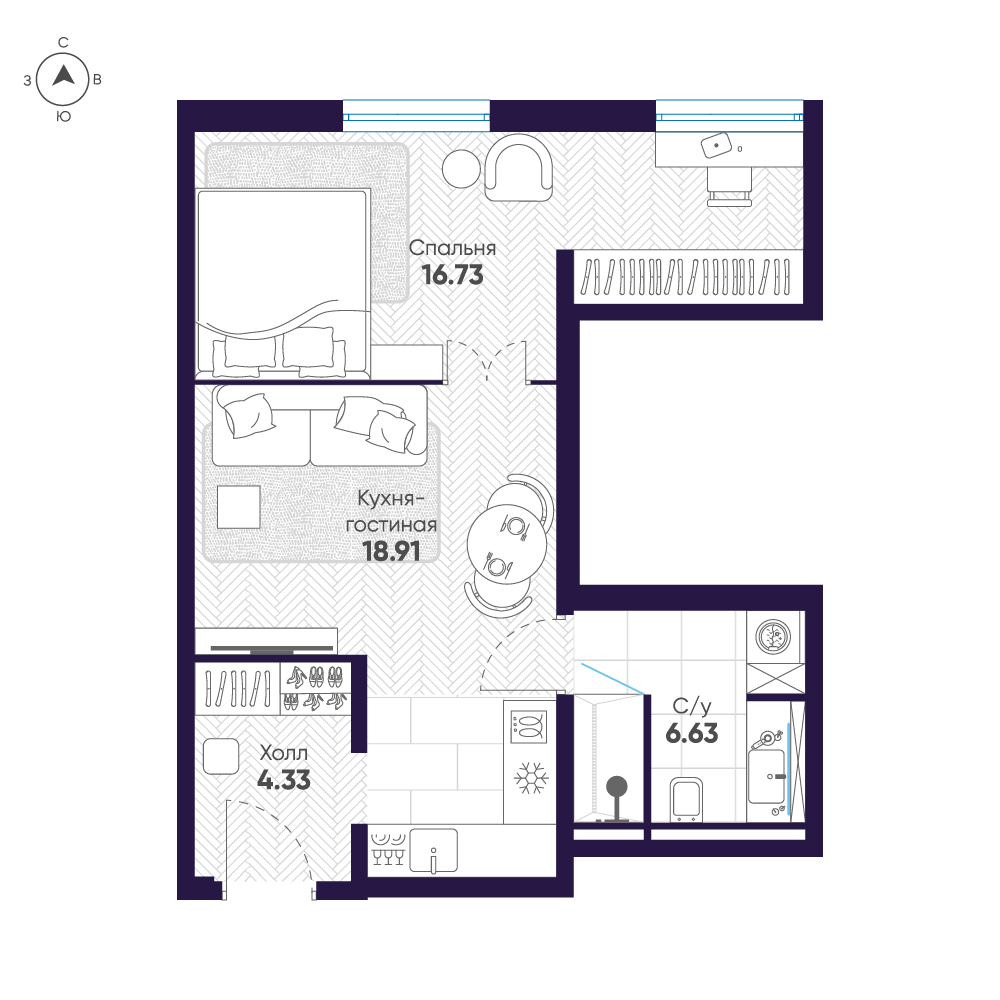 С
З
В
Ю
Спальня
16.73
Кухня-
гостиная
18.91
С/у
6.63
Холл
4.33